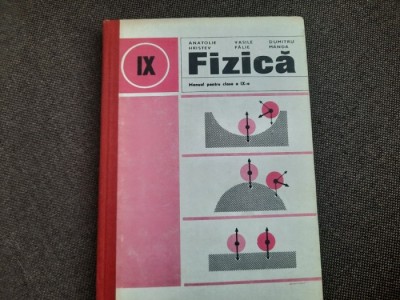 ANATOLIE VASILE DUMITRU
HRISTEV FĂLIE MANDA
IX
Fizică
Manual pentru clasa a IX-a